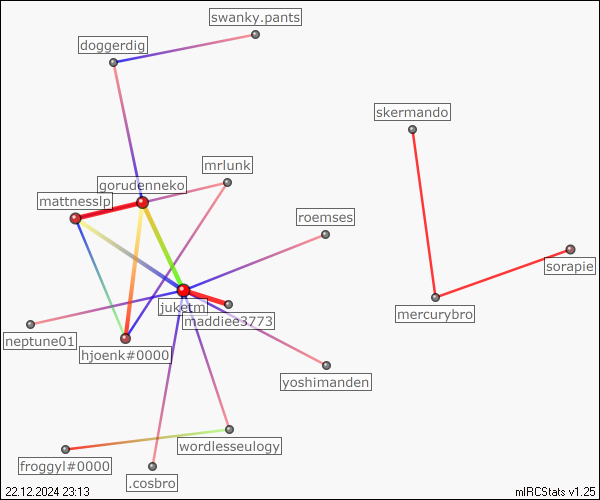 swanky.pants
doggerdig
skermando
mrlunk
gorudenneko
mattnesslp
roemses
sorapie
juketm
mercurybro
maddiee3773
neptune01
hjoenk#0000
yoshimanden
wordlesseulogy
froggyl#0000
.cosbro
22.12.2024 23:13
mIRCStats v1.25